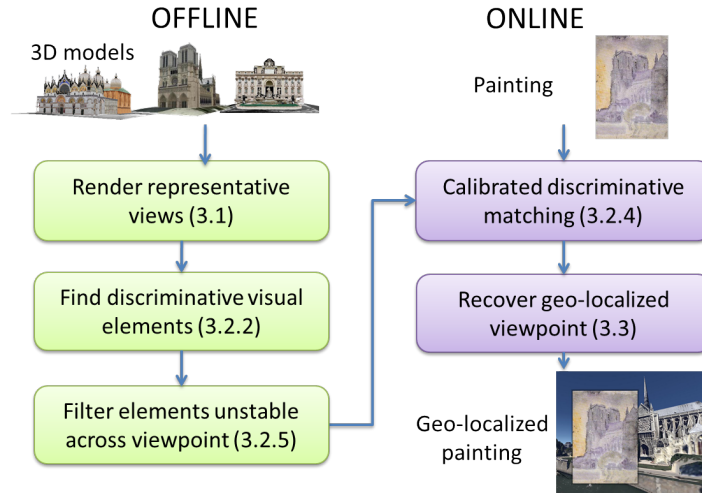 OFFLINE
3D models
Render representative
views (3.1)
Find discriminative visual
elements (3.2.2)
Filter elements unstable
across viewpoint (3.2.5)
ONLINE
Painting
Calibrated discriminative
matching (3.2.4)
Recover geo-localized
viewpoint (3.3)
Geo-localized
painting